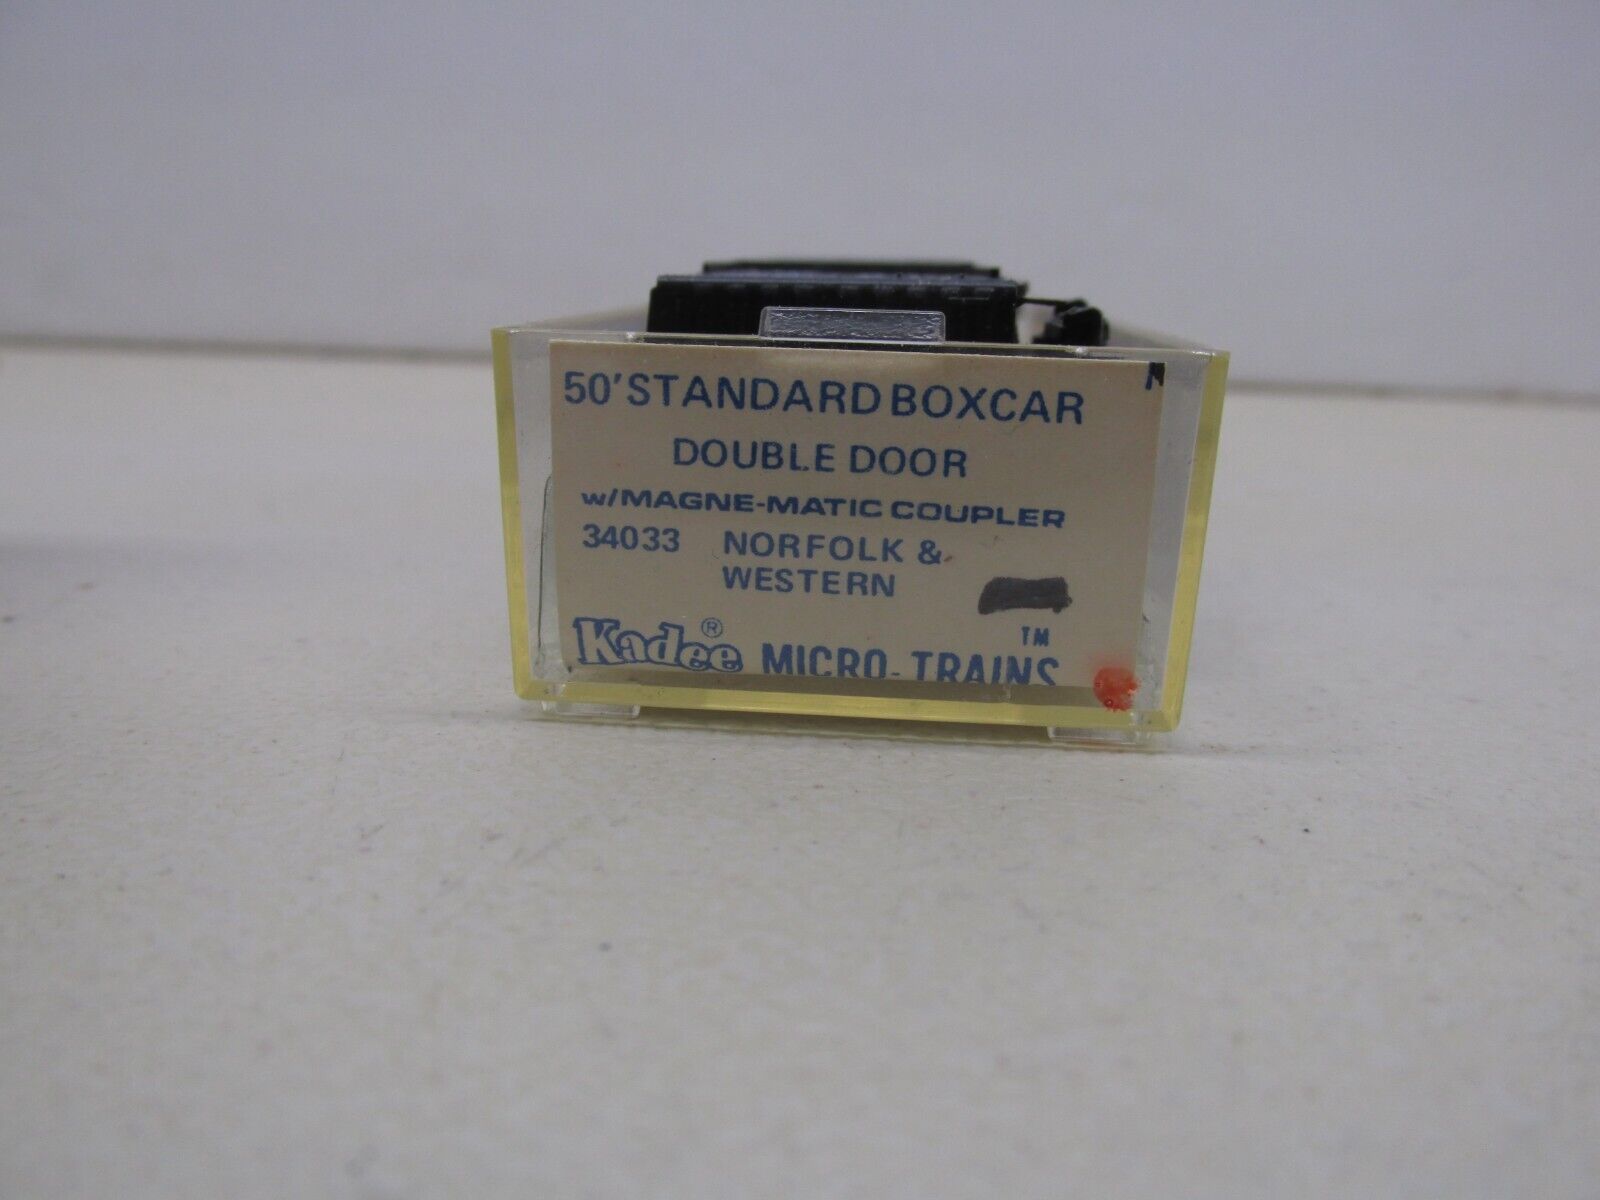 50' STANDARD BOXCAR
DOUBLE DOOR
w/MAGNE-MATIC COUPLER
34033 NORFOLK &
WESTERN
Kadee® MICRO-TRAINS™